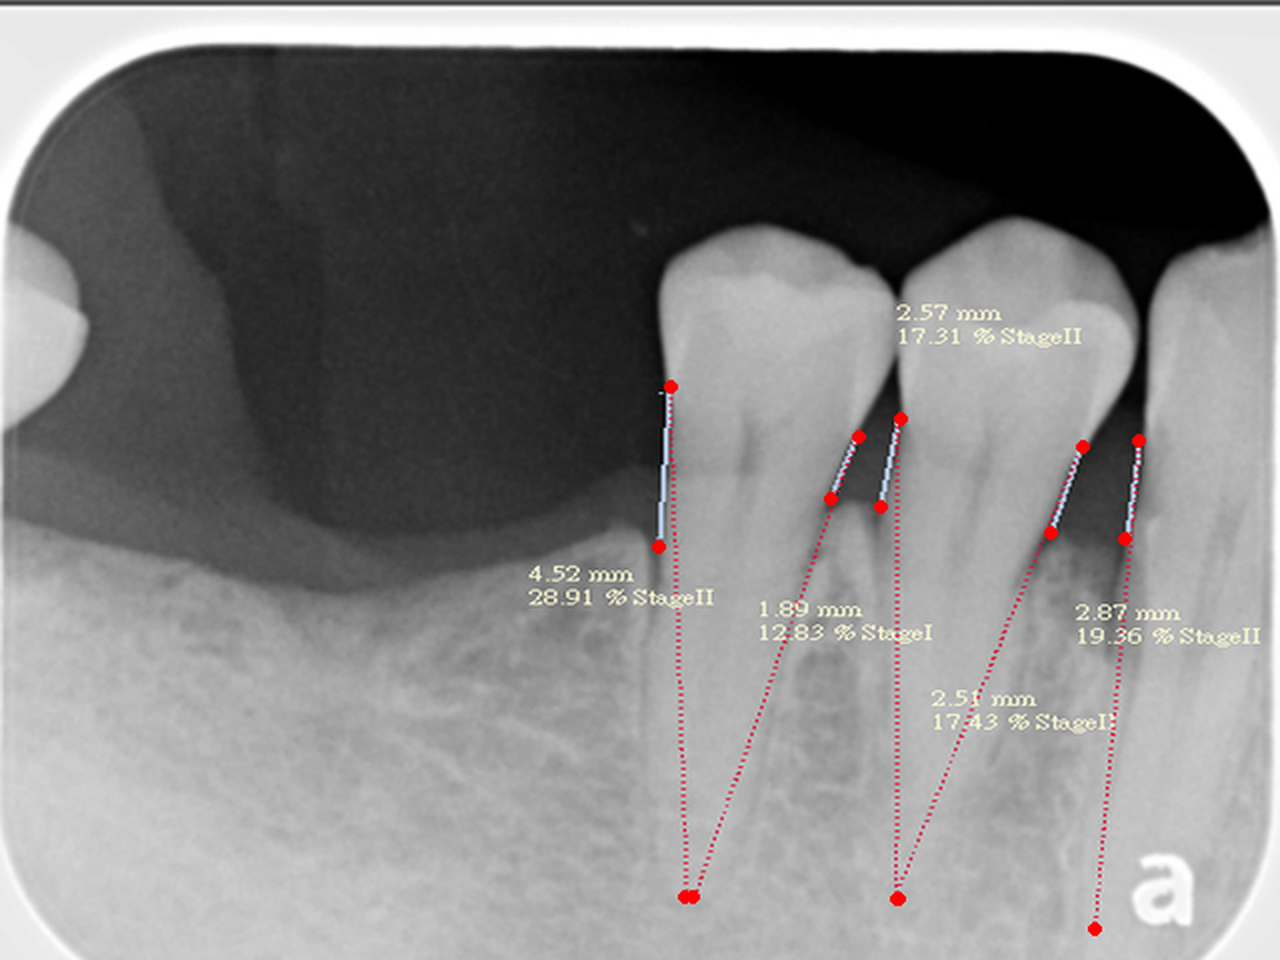 2.57 mm
17.31 % StageII
4.52 mm
28.91 % StageII
1.89 mm
12.83 % StageI
2.87 mm
19.36 % StageII
2.51 mm
17.43 % StageII
a